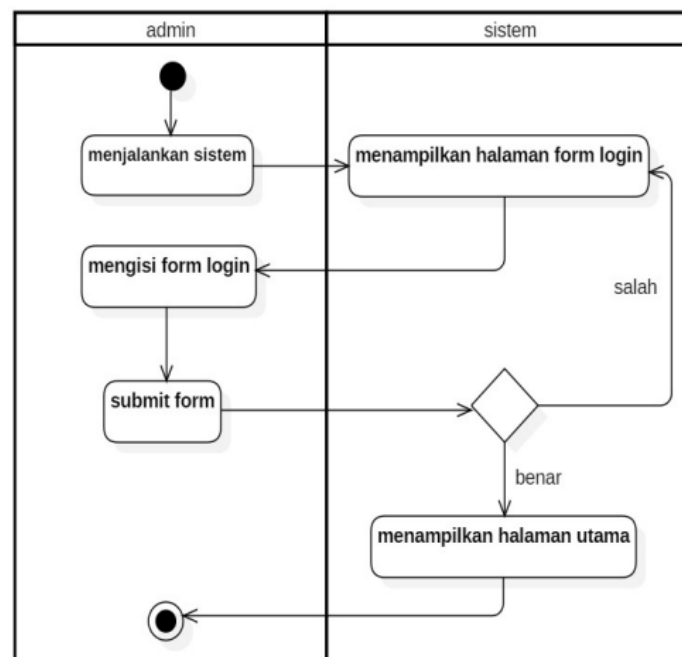 admin
sistem
menjalankan sistem
menampilkan halaman form login
mengisi form login
salah
submit form
benar
menampilkan halaman utama